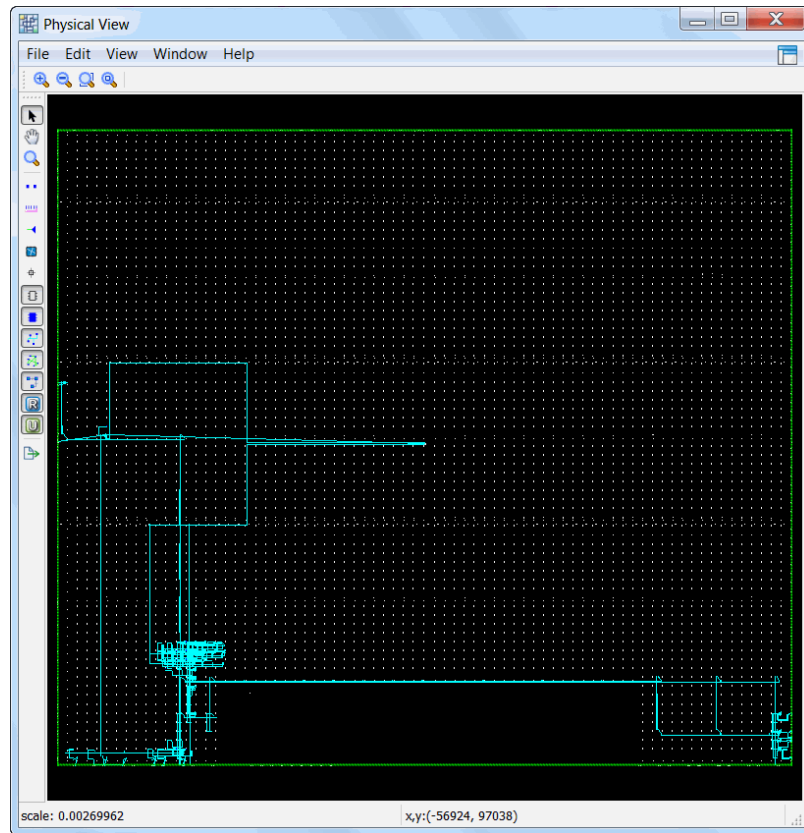 Physical View
File Edit View Window Help
R
U
scale: 0.00269962 x,y:(-56924, 97038)